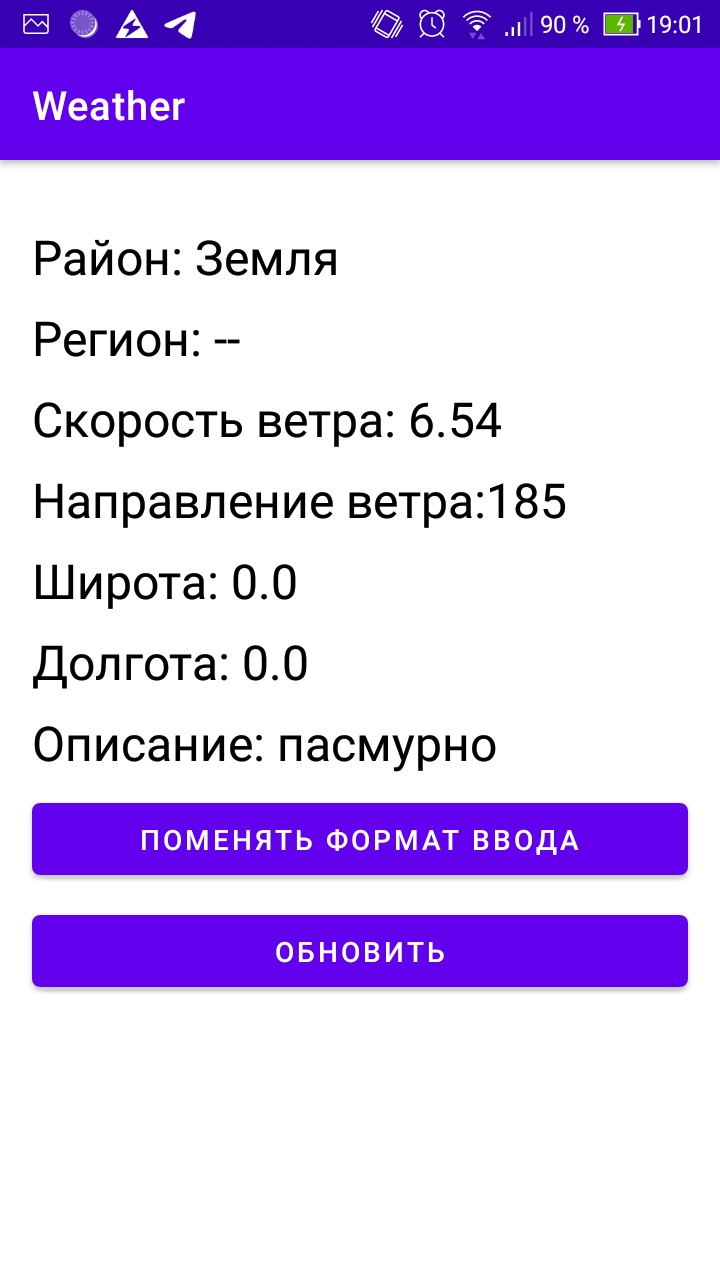 90 % 19:01
Weather
Район: Земля
Регион: --
Скорость ветра: 6.54
Направление ветра:185
Широта: 0.0
Долгота: 0.0
Описание: пасмурно
ПОМЕНЯТЬ ФОРМАТ ВВОДА
ОБНОВИТЬ